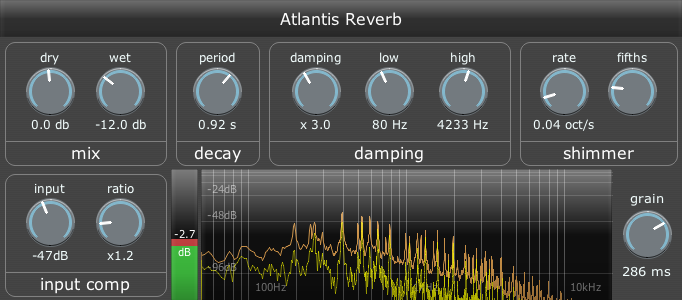 Atlantis Reverb
dry wet period damping low high rate fifths
0.0 db -12.0 db 0.92 s x 3.0 80 Hz 4233 Hz 0.04 oct/s
mix decay damping shimmer
input ratio
-47dB x1.2
input comp
-2.7
dB
-24dB
-48dB
-96dB
100Hz 1kHz 10kHz
grain
286 ms